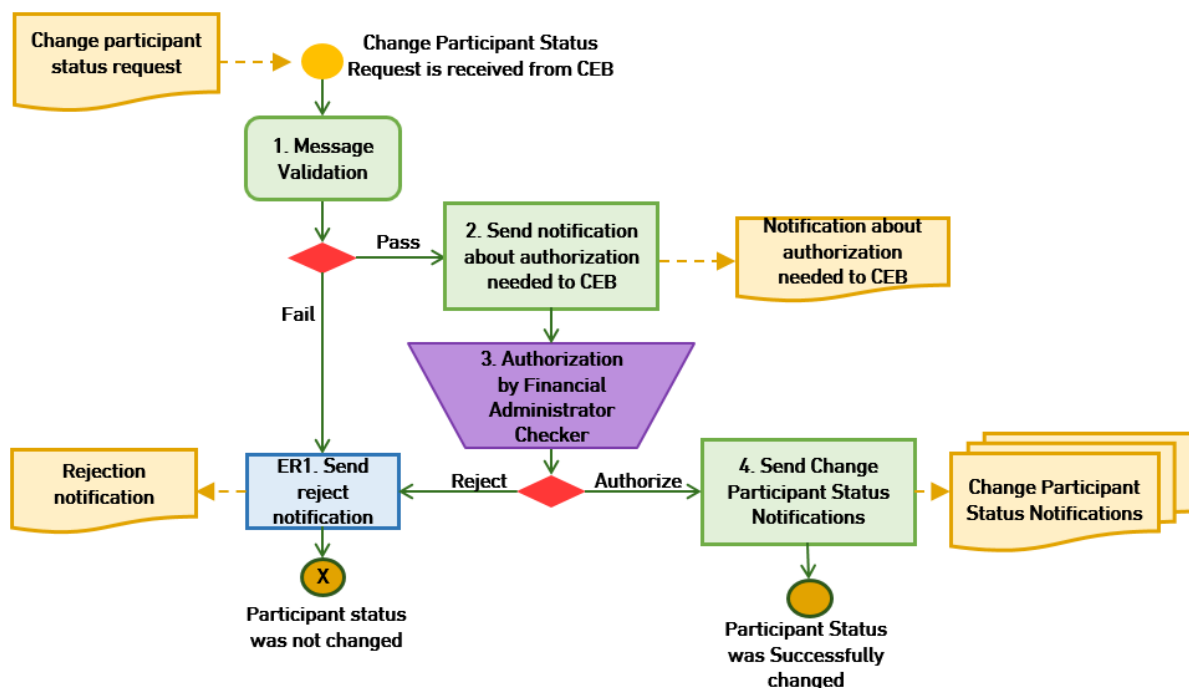 Change participant
status request
Change Participant Status
Request is received from CEB
1. Message
Validation
Pass
2. Send notification
about authorization
needed to CEB
Notification about
authorization
needed to CEB
Fail
3. Authorization
by Financial
Administrator
Checker
Rejection
notification
ER1. Send
reject
notification
Reject
Authorize
4. Send Change
Participant Status
Notifications
Change Participant
Status Notifications
X
Participant status
was not changed
Participant Status
was Successfully
changed